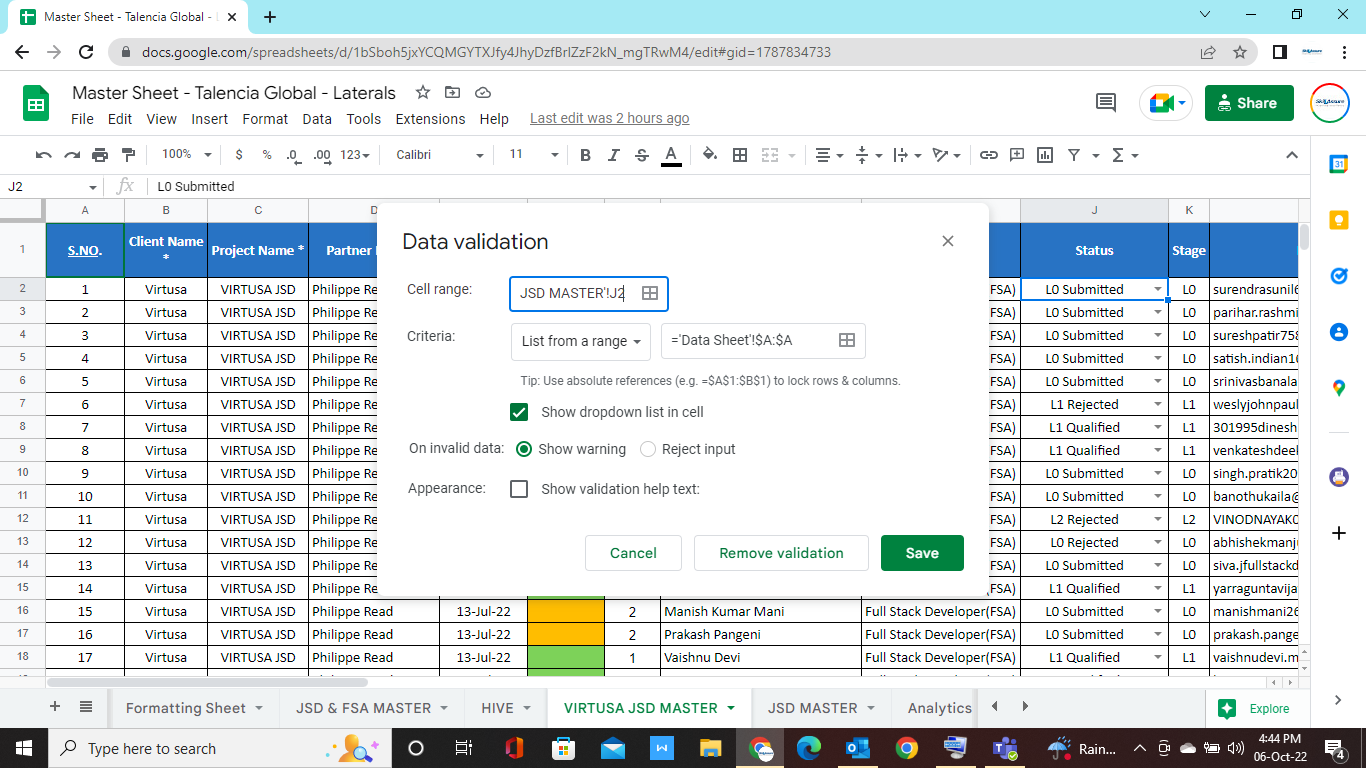 Master Sheet - Talencia Global -
docs.google.com/spreadsheets/d/1bSboh5jxYCQMGYTXJfy4JhyDzfBrlZzF2kN_mgTRwM4/edit#gid=1787834733
Master Sheet - Talencia Global - Laterals
Share
File Edit View Insert Format Data Tools Extensions Help Last edit was 2 hours ago
100% $ % .0 .00 123 Calibri 11 B I S A
J2 fx L0 Submitted
A B C D J K
1 S.NO. Client Name * Project Name * Partner Status Stage
2 1 Virtusa VIRTUSA JSD Philippe Re FSA) L0 Submitted L0 surendrasunil6
3 2 Virtusa VIRTUSA JSD Philippe Re FSA) L0 Submitted L0 parihar.rashmi
4 3 Virtusa VIRTUSA JSD Philippe Re FSA) L0 Submitted L0 sureshpatir758
5 4 Virtusa VIRTUSA JSD Philippe Re FSA) L0 Submitted L0 satish.indian16
6 5 Virtusa VIRTUSA JSD Philippe Re FSA) L0 Submitted L0 srinivasbanala
7 6 Virtusa VIRTUSA JSD Philippe Re FSA) L1 Rejected L1 weslyjohnpaul
8 7 Virtusa VIRTUSA JSD Philippe Re FSA) L1 Qualified L1 301995dinesh
9 8 Virtusa VIRTUSA JSD Philippe Re FSA) L1 Qualified L1 venkateshdeel
10 9 Virtusa VIRTUSA JSD Philippe Re FSA) L0 Submitted L0 singh.pratik20
11 10 Virtusa VIRTUSA JSD Philippe Re FSA) L0 Submitted L0 banothukaila@
12 11 Virtusa VIRTUSA JSD Philippe Re FSA) L2 Rejected L2 VINODNAYAK
13 12 Virtusa VIRTUSA JSD Philippe Re FSA) L0 Rejected L0 abhishekmanj
14 13 Virtusa VIRTUSA JSD Philippe Re FSA) L0 Submitted L0 siva.jfullstackd
15 14 Virtusa VIRTUSA JSD Philippe Re FSA) L1 Qualified L1 yarraguntavija
16 15 Virtusa VIRTUSA JSD Philippe Read 13-Jul-22 2 Manish Kumar Mani Full Stack Developer(FSA) L0 Submitted L0 manishmani26
17 16 Virtusa VIRTUSA JSD Philippe Read 13-Jul-22 2 Prakash Pangeni Full Stack Developer(FSA) L0 Submitted L0 prakash.pange
18 17 Virtusa VIRTUSA JSD Philippe Read 13-Jul-22 1 Vaishnu Devi Full Stack Developer(FSA) L1 Qualified L1 vaishnudevi.m
Data validation
Cell range: JSD MASTER'!J2
Criteria: List from a range ='Data Sheet'!$A:$A
Tip: Use absolute references (e.g. =$A$1:$B$1) to lock rows & columns.
Show dropdown list in cell
On invalid data: Show warning Reject input
Appearance: Show validation help text:
Cancel Remove validation Save
Formatting Sheet JSD & FSA MASTER HIVE VIRTUSA JSD MASTER JSD MASTER Analytics Explore
Type here to search
Rain...
4:44 PM
06-Oct-22
4